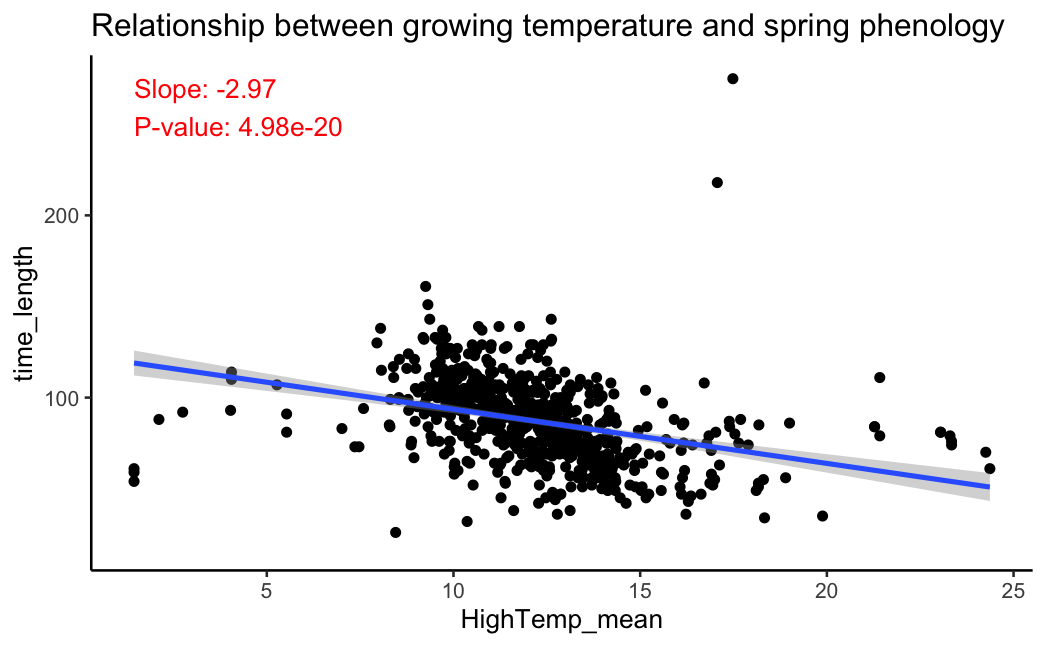 Relationship between growing temperature and spring phenology
Slope: -2.97
P-value: 4.98e-20
time_length
200
100
5 10 15 20 25
HighTemp_mean